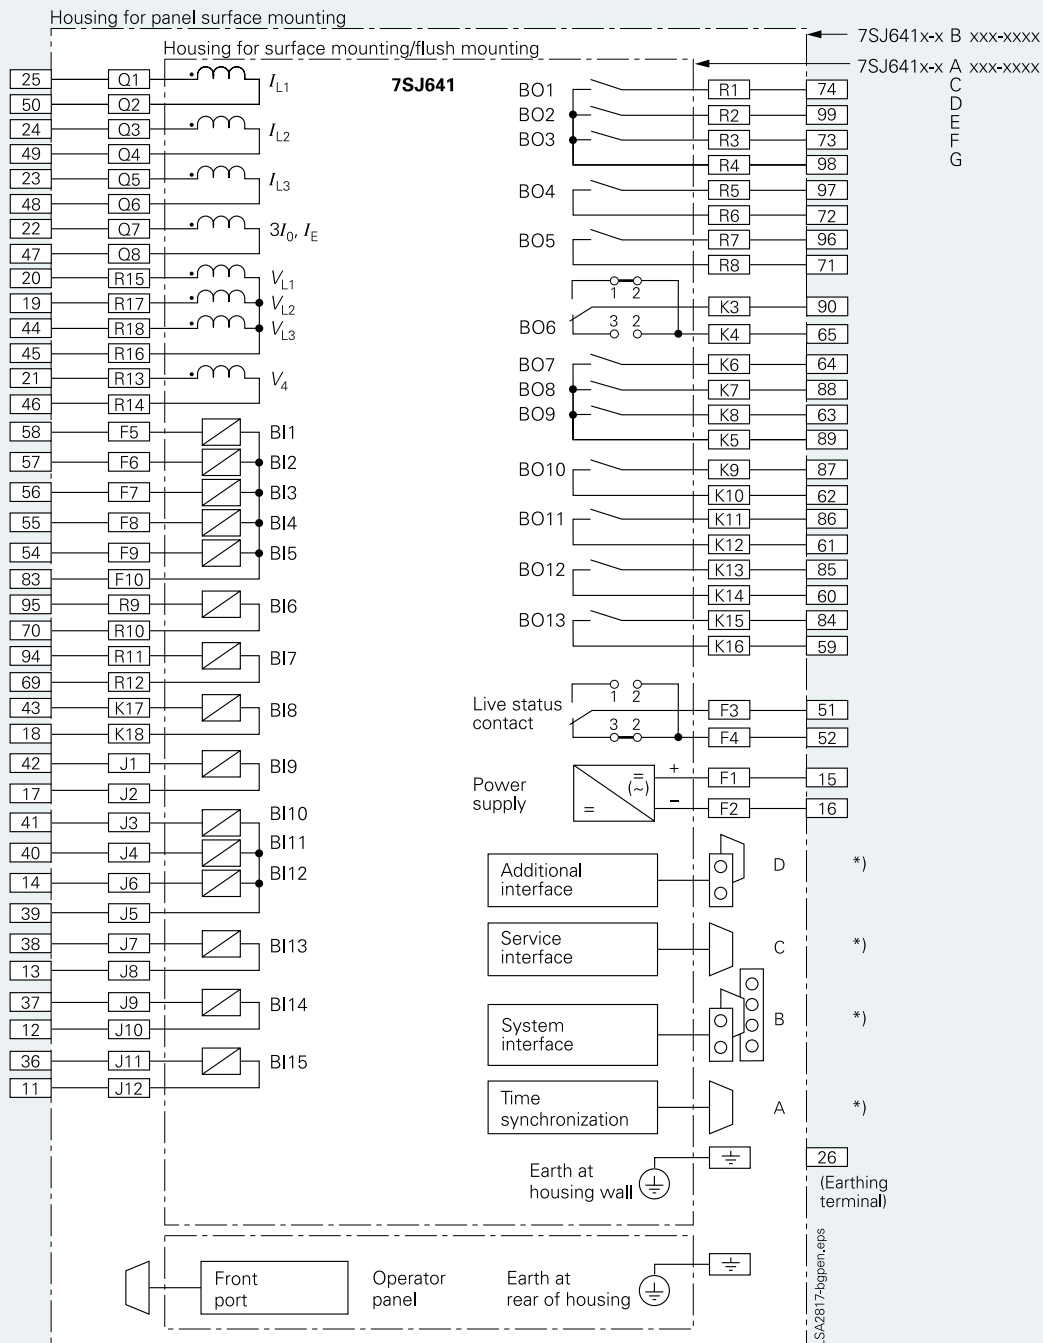 Housing for panel surface mounting
7SJ641x-x B xxx-xxxx
Housing for surface mounting/flush mounting
7SJ641x-x A xxx-xxxx
C
D
E
F
G
7SJ641
25 Q1 I L1
50 Q2
24 Q3 I L2
49 Q4
23 Q5 I L3
48 Q6
22 Q7 3I0, IE
47 Q8
20 R15 V L1
19 R17 V L2
44 R18 V L3
45 R16
21 R13 V4
46 R14
58 F5 BI1
57 F6 BI2
56 F7 BI3
55 F8 BI4
54 F9 BI5
83 F10
95 R9 BI6
70 R10
94 R11 BI7
69 R12
43 K17 BI8
18 K18
42 J1 BI9
17 J2
41 J3 BI10
40 J4 BI11
14 J6 BI12
39 J5
38 J7 BI13
13 J8
37 J9 BI14
12 J10
36 J11 BI15
11 J12
BO1 R1 74
BO2 R2 99
BO3 R3 73
R4 98
BO4 R5 97
R6 72
BO5 R7 96
R8 71
1 2
K3 90
BO6 3 2
K4 65
BO7 K6 64
BO8 K7 88
BO9 K8 63
K5 89
BO10 K9 87
K10 62
BO11 K11 86
K12 61
BO12 K13 85
K14 60
BO13 K15 84
K16 59
1 2
Live status
contact
3 2
F3 51
F4 52
Power
supply
= (~) =
+ F1 15
− F2 16
Additional
interface
D *)
Service
interface
C *)
System
interface
B *)
Time
synchronization
A *)
Earth at
housing wall
26
(Earthing
terminal)
Front
port
Operator
panel
Earth at
rear of housing
LSA2817-bgpen.eps